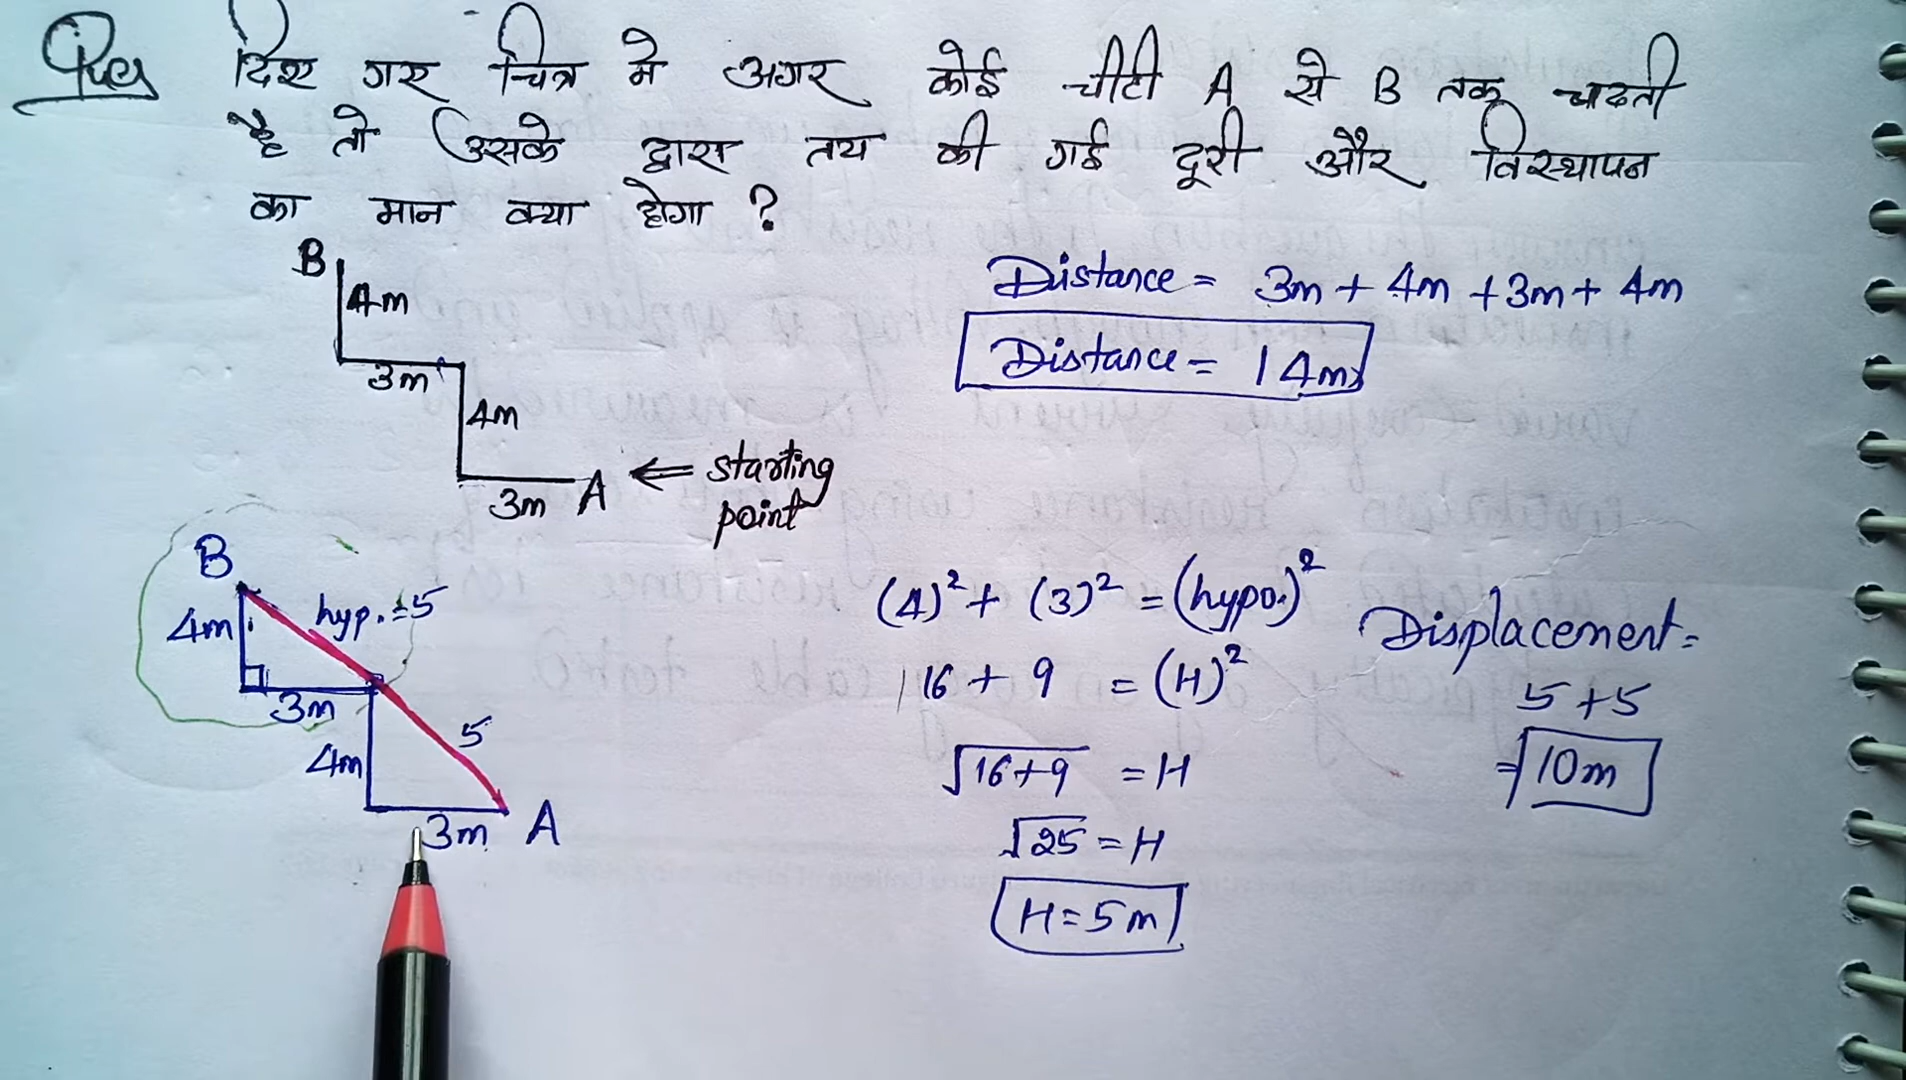 Ques दिए गए चित्र मे अगर कोई चीटी A से B तक चढती
है तो उसके द्वारा तय की गई दूरी और विस्थापन
का मान क्या होगा ?
B
4m
3m
4m
3m A ← starting
point
Distance = 3m + 4m + 3m + 4m
Distance = 14m
B
4m hyp. = 5
3m
4m 5
3m A
(4)² + (3)² = (hypo.)²
16 + 9 = (H)²
√16+9 = H
√25 = H
H = 5m
Displacement =
5 + 5
= 10m